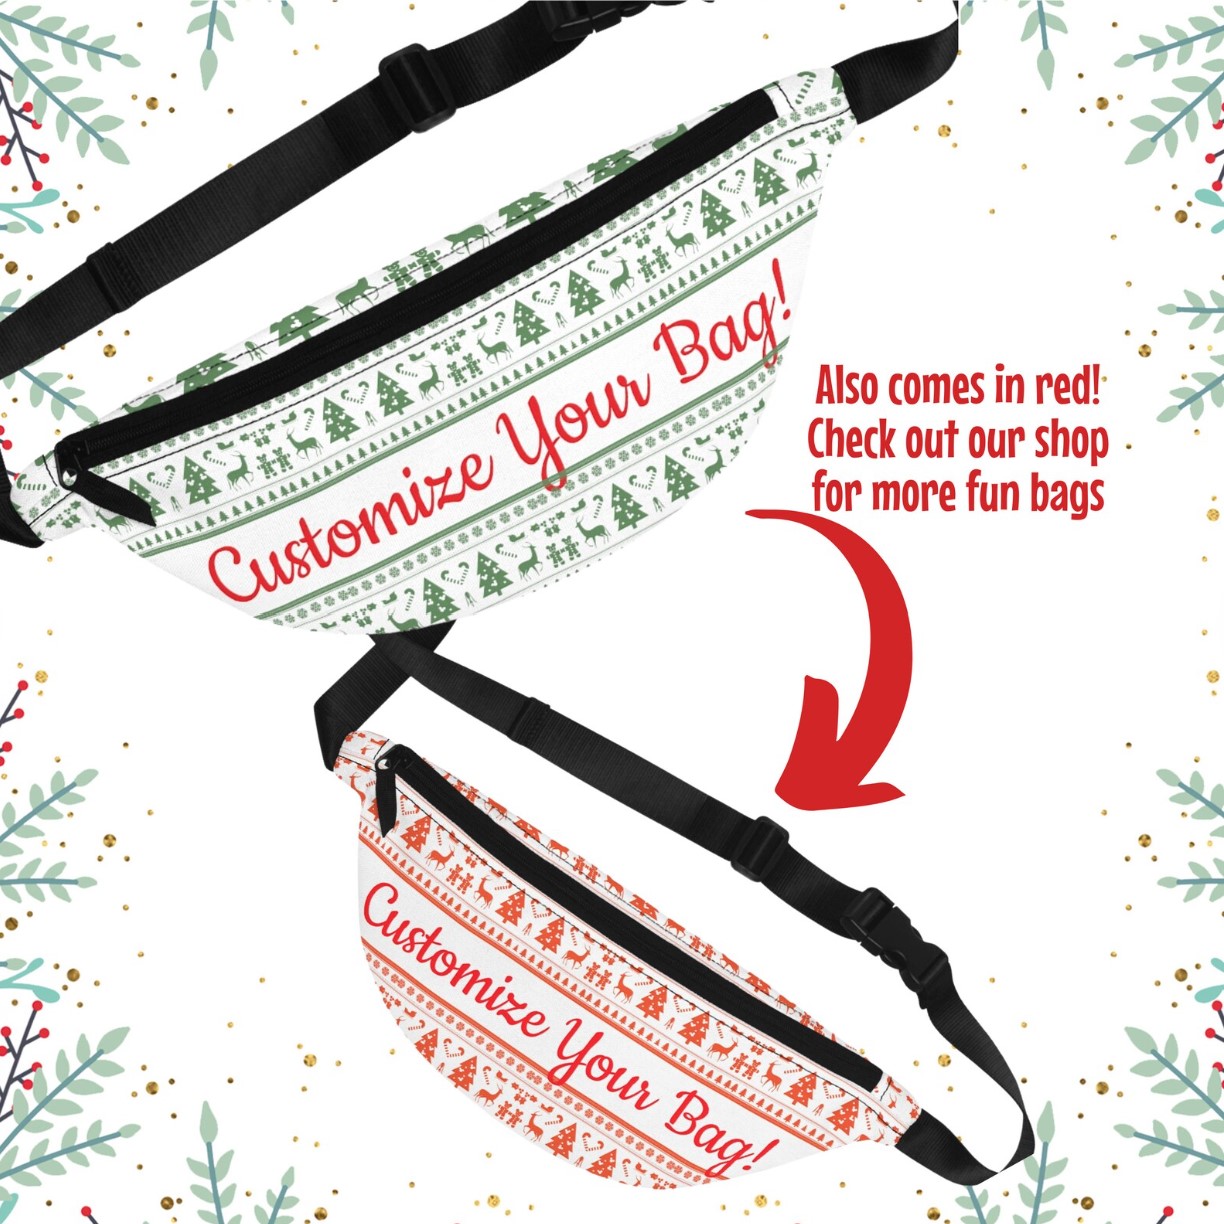 Customize Your Bag!
Also comes in red!
Check out our shop
for more fun bags
Customize Your Bag!